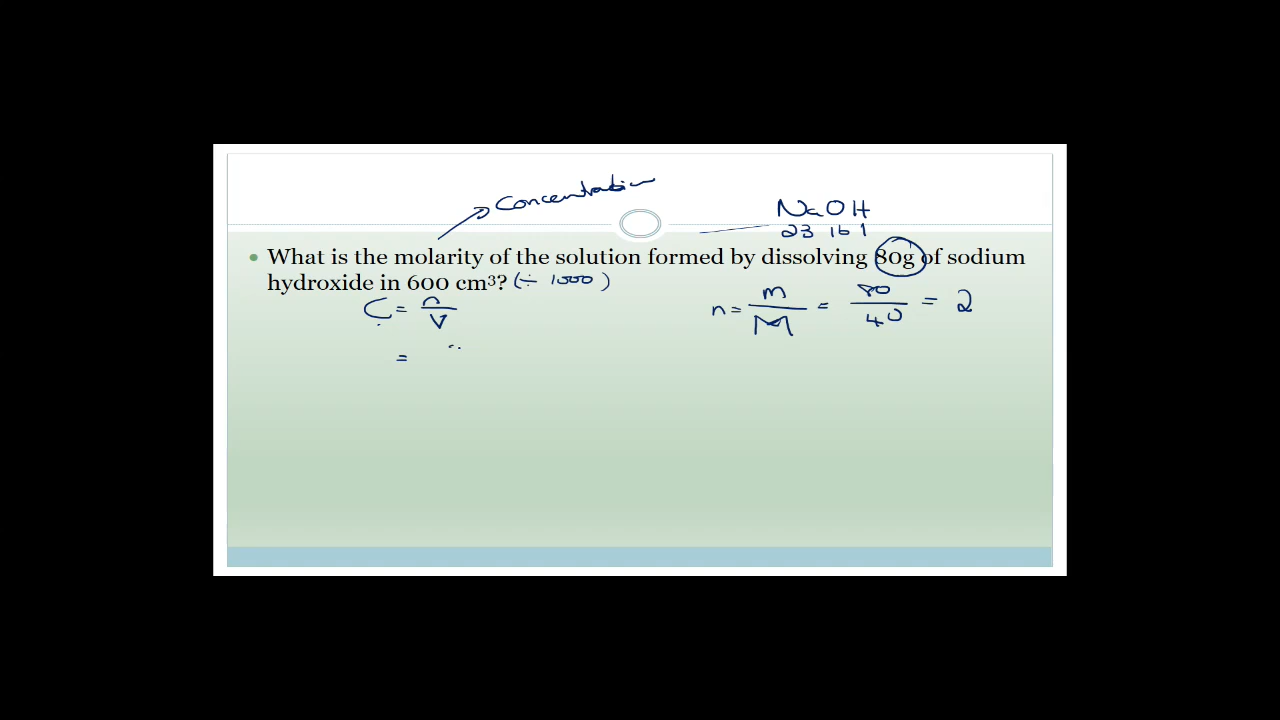 Concentration
NaOH
23 16 1
What is the molarity of the solution formed by dissolving 80g of sodium
hydroxide in 600 cm³? (÷ 1000)
C = n/V
n = m/M = 80/40 = 2
=